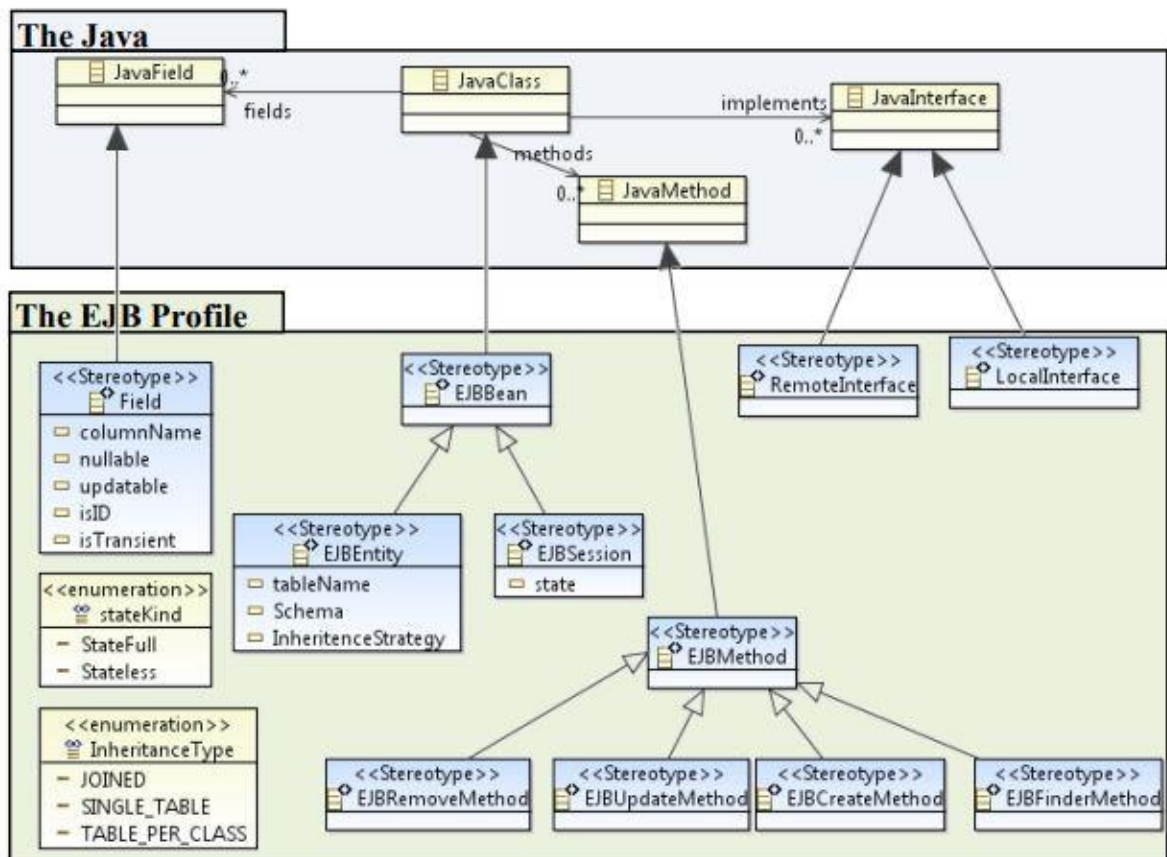 The Java
JavaField
0..*
fields
JavaClass
methods
0..*
JavaMethod
implements
0..*
JavaInterface
The EJB Profile
<<Stereotype>>
Field
columnName
nullable
updatable
isID
isTransient
<<Stereotype>>
EJBBean
<<Stereotype>>
RemoteInterface
<<Stereotype>>
LocalInterface
<<Stereotype>>
EJBEntity
tableName
Schema
InheritenceStrategy
<<Stereotype>>
EJBSession
state
<<enumeration>>
stateKind
StateFull
Stateless
<<Stereotype>>
EJBMethod
<<enumeration>>
InheritanceType
JOINED
SINGLE_TABLE
TABLE_PER_CLASS
<<Stereotype>>
EJBRemoveMethod
<<Stereotype>>
EJBUpdateMethod
<<Stereotype>>
EJBCreateMethod
<<Stereotype>>
EJBFinderMethod